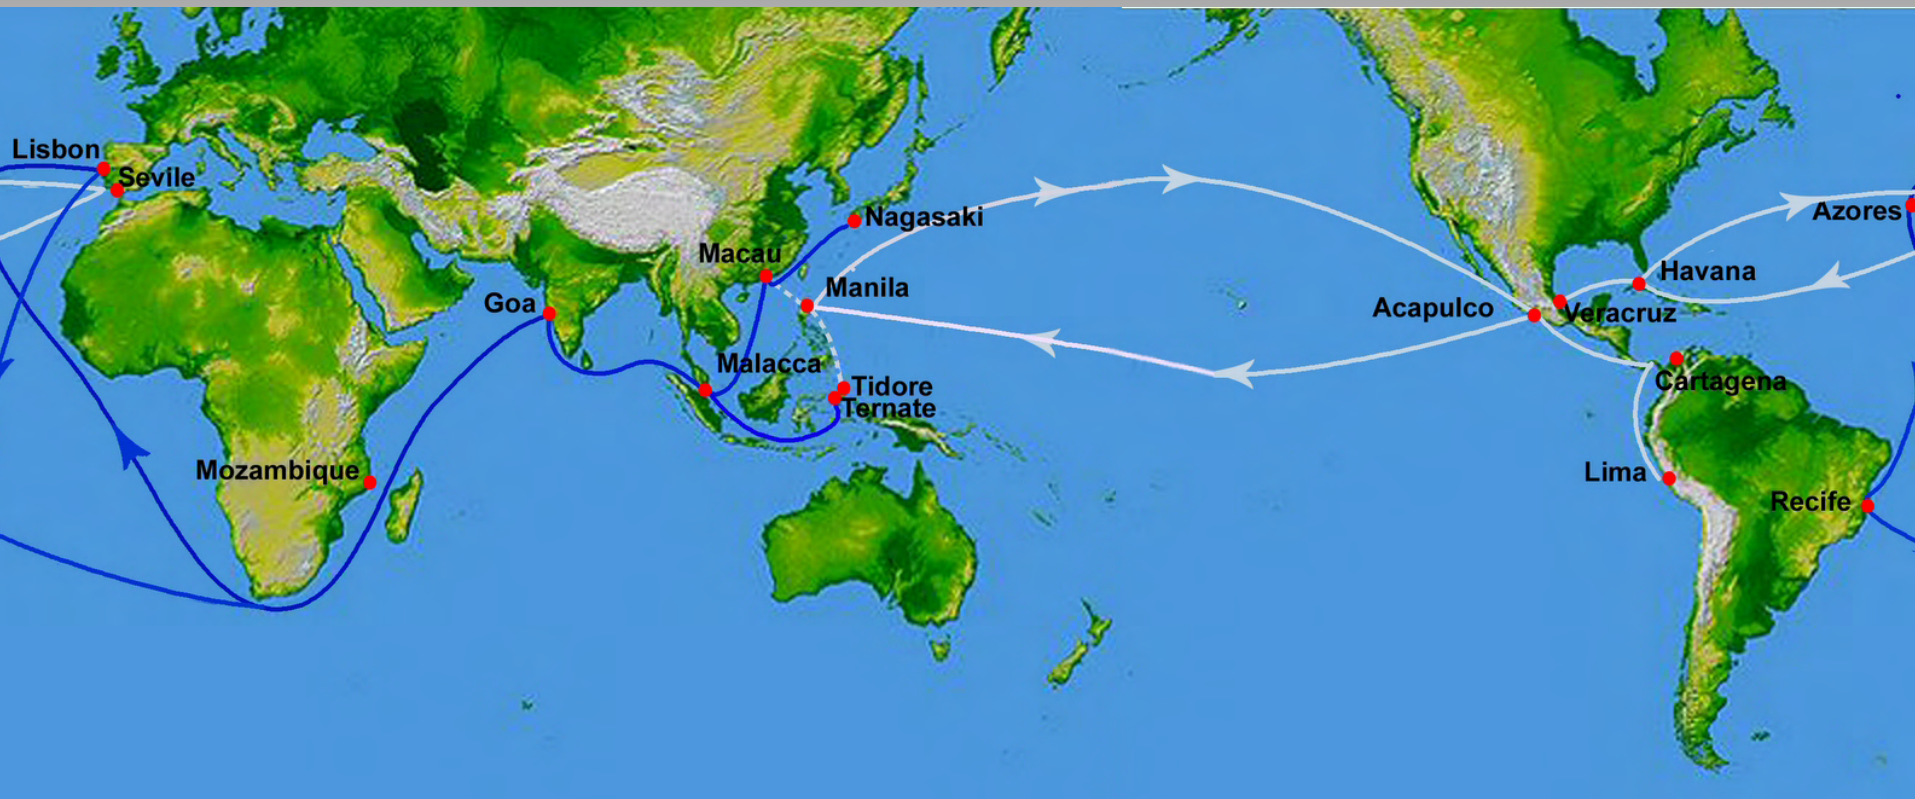 Lisbon
Sevile
Nagasaki
Azores
Macau
Havana
Manila
Goa
Acapulco
Veracruz
Malacca
Tidore
Cartagena
Ternate
Mozambique
Lima
Recife